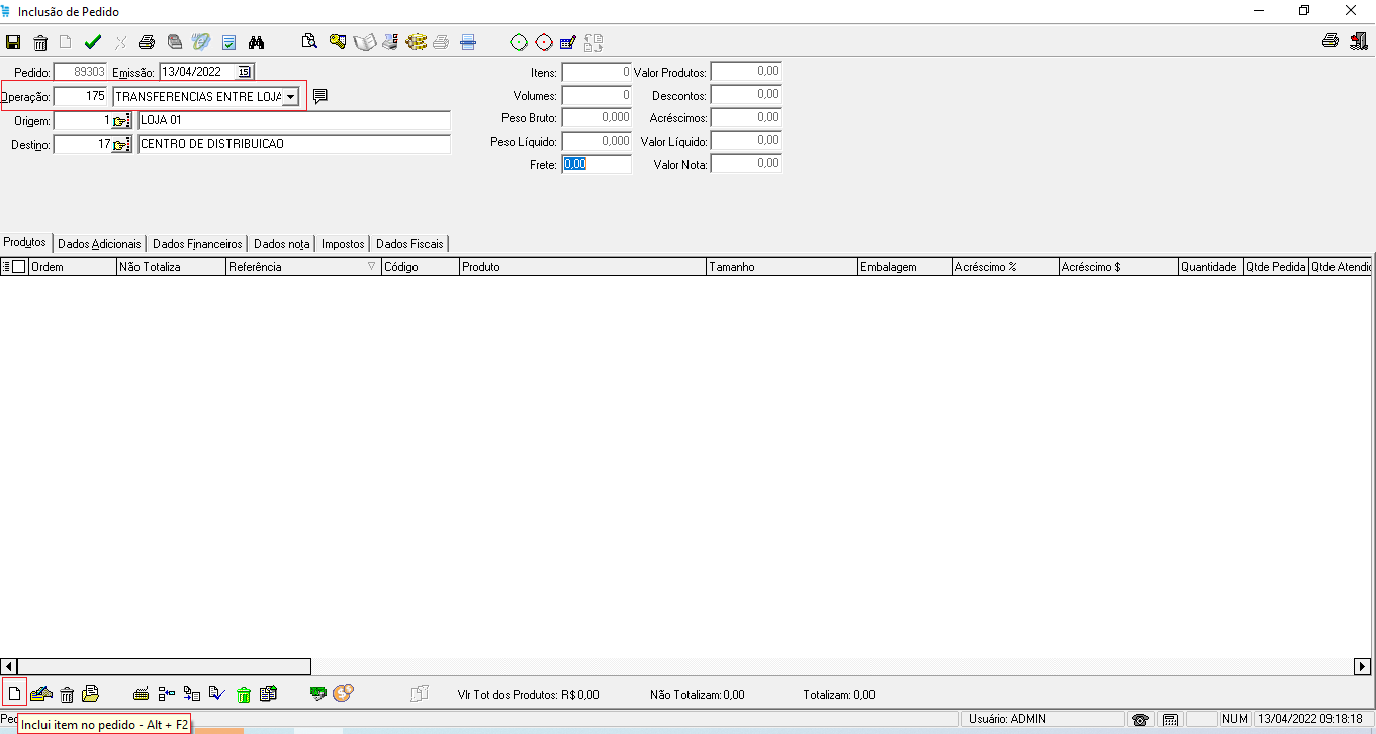 Inclusão de Pedido
Pedido: 89303 Emissão: 13/04/2022 15
Operação: 175 TRANSFERENCIAS ENTRE LOJA
Origem: 1 LOJA 01
Destino: 17 CENTRO DE DISTRIBUICAO
Itens: 0 Valor Produtos: 0,00
Volumes: 0 Descontos: 0,00
Peso Bruto: 0,000 Acréscimos: 0,00
Peso Líquido: 0,000 Valor Líquido: 0,00
Frete: 0,00 Valor Nota: 0,00
Produtos Dados Adicionais Dados Financeiros Dados nota Impostos Dados Fiscais
Ordem Não Totaliza Referência Código Produto Tamanho Embalagem Acréscimo % Acréscimo $ Quantidade Qtde Pedida Qtde Atendid
Vlr Tot dos Produtos: R$ 0,00 Não Totalizam: 0,00 Totalizam: 0,00
Ped Usuário: ADMIN NUM 13/04/2022 09:18:18
Inclui item no pedido - Alt + F2